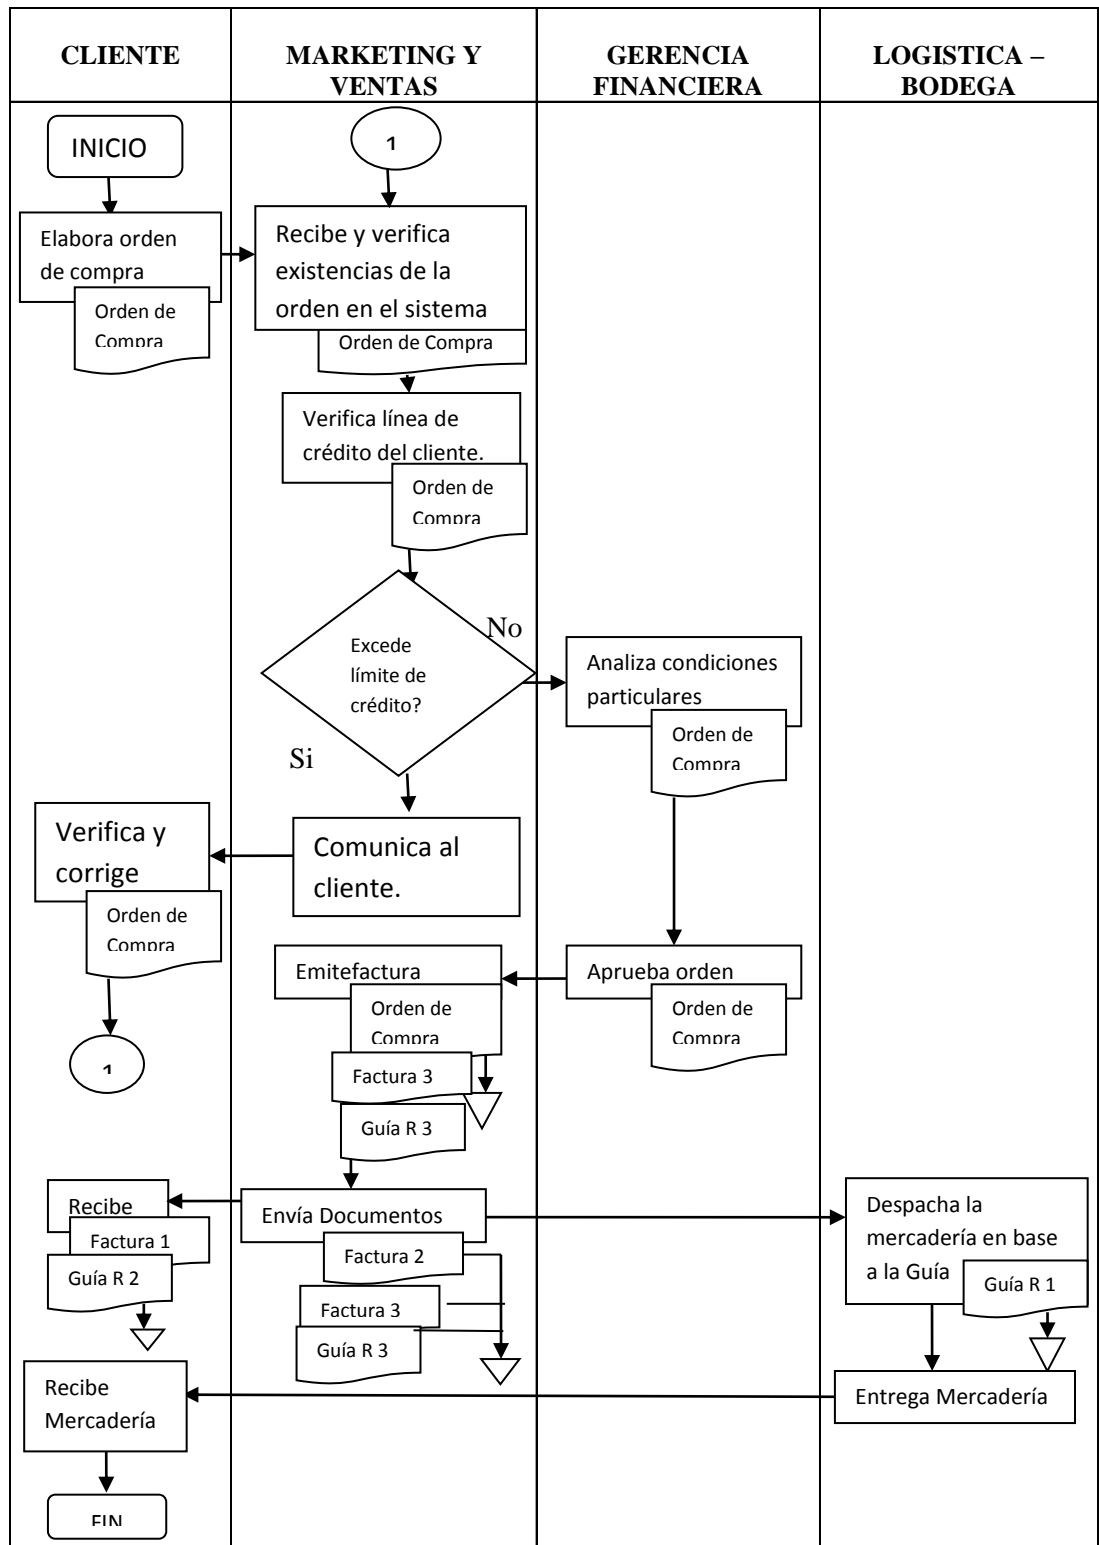 CLIENTE
MARKETING Y
VENTAS
GERENCIA
FINANCIERA
LOGISTICA –
BODEGA
INICIO
1
Elabora orden
de compra
Orden de
Compra
Recibe y verifica
existencias de la
orden en el sistema
Orden de Compra
Verifica línea de
crédito del cliente.
Orden de
Compra
Excede
límite de
crédito?
No
Si
Analiza condiciones
particulares
Orden de
Compra
Verifica y
corrige
Orden de
Compra
Comunica al
cliente.
Emitefactura
Orden de
Compra
Factura 3
Guía R 3
Aprueba orden
Orden de
Compra
1
Recibe
Factura 1
Guía R 2
Envía Documentos
Factura 2
Factura 3
Guía R 3
Despacha la
mercadería en base
a la Guía
Guía R 1
Recibe
Mercadería
Entrega Mercadería
FIN